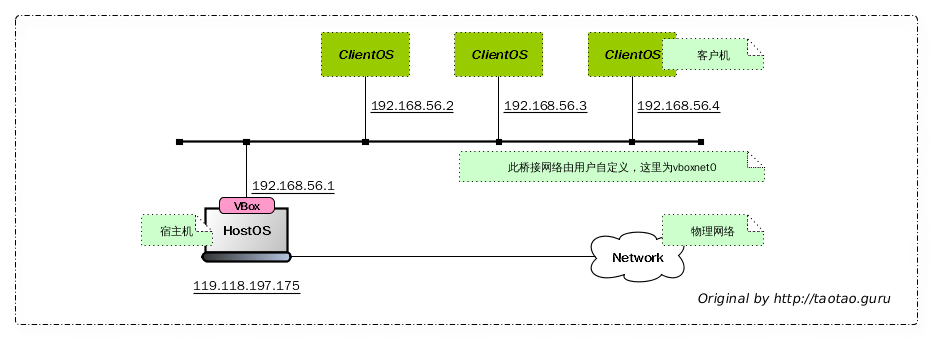 ClientOS
ClientOS
ClientOS
客户机
192.168.56.2
192.168.56.3
192.168.56.4
此桥接网络由用户自定义，这里为vboxnet0
192.168.56.1
VBox
宿主机
HostOS
物理网络
Network
119.118.197.175
Original by http://taotao.guru